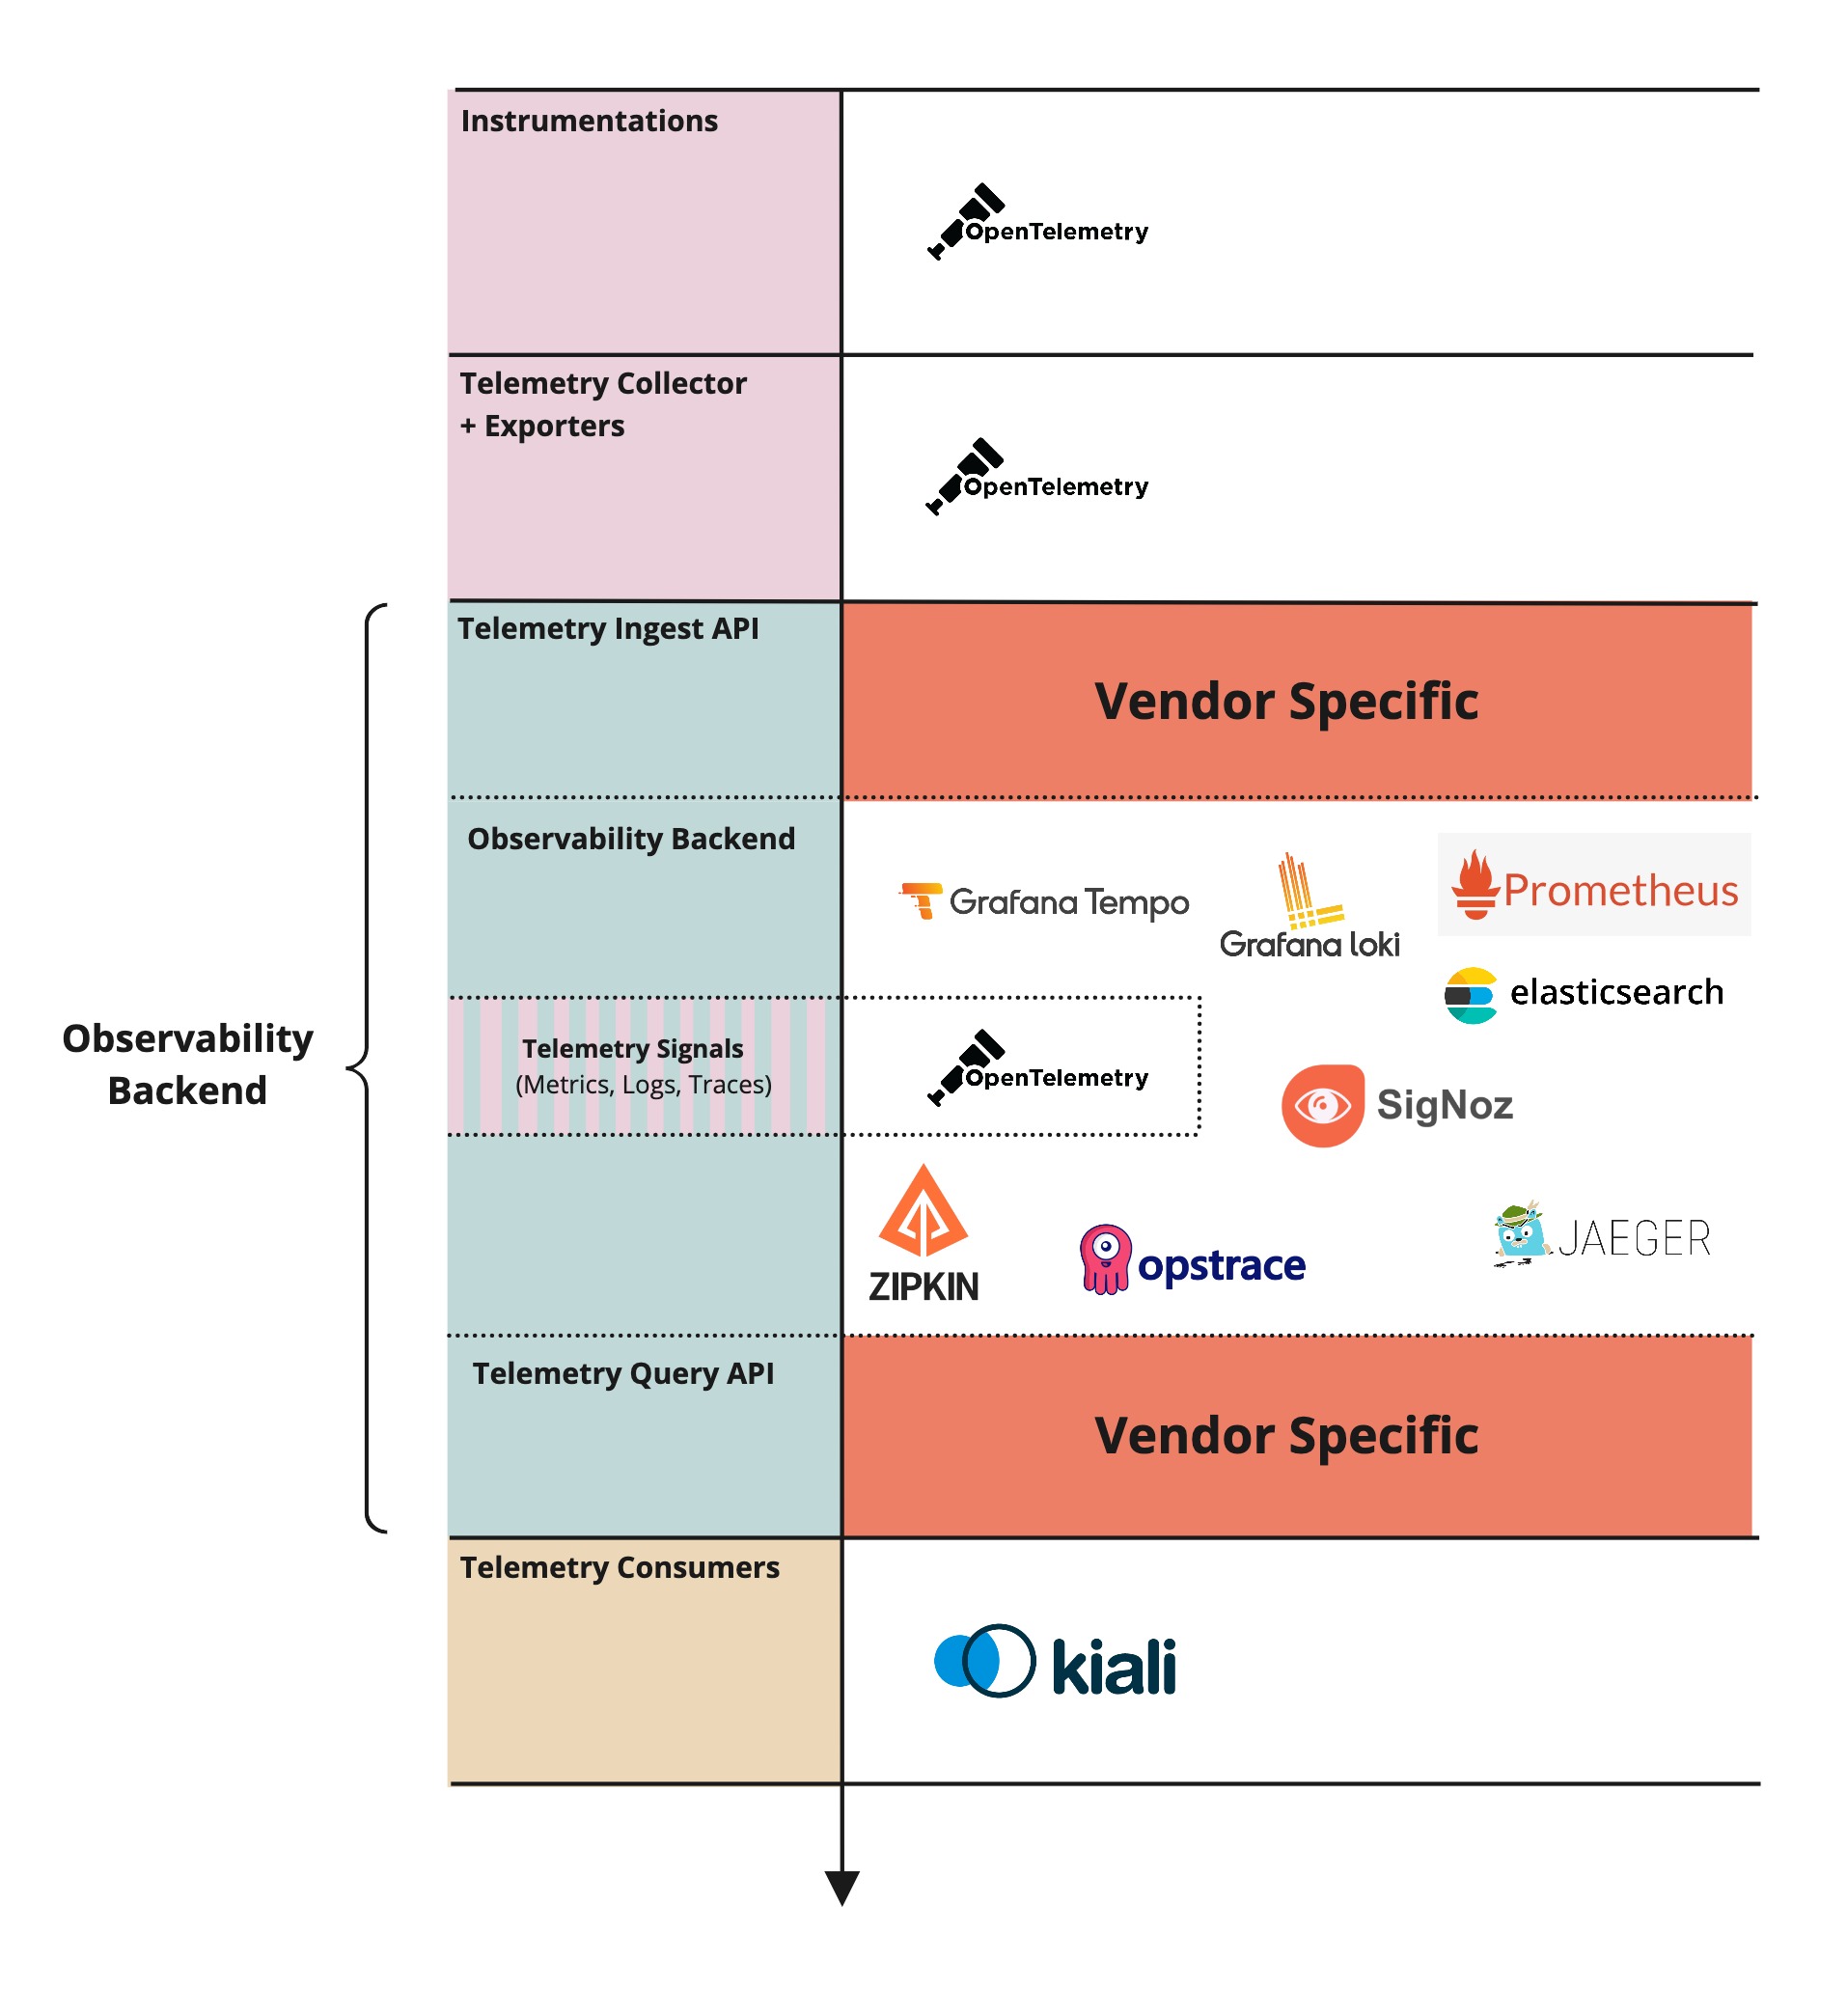 Instrumentations
OpenTelemetry
Telemetry Collector
+ Exporters
OpenTelemetry
Telemetry Ingest API
Vendor Specific
Observability Backend
Grafana Tempo
Grafana loki
Prometheus
elasticsearch
Observability
Backend
Telemetry Signals
(Metrics, Logs, Traces)
OpenTelemetry
SigNoz
ZIPKIN
opstrace
JAEGER
Telemetry Query API
Vendor Specific
Telemetry Consumers
kiali